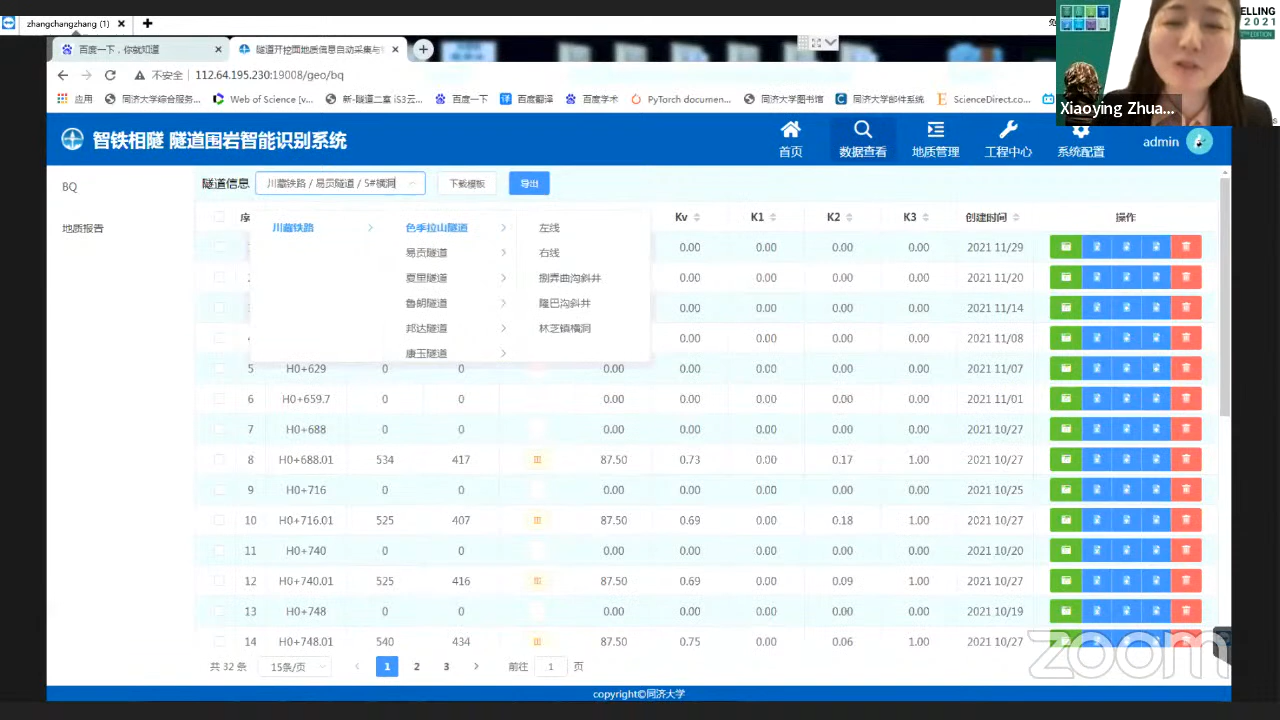 zhangchangzhang (1)
ELLING
2021
百度一下，你就知道
隧道开挖面地质信息自动采集与
不安全 112.64.195.230:19008/geo/bq
应用 同济大学综合服务... Web of Science [v... 新-隧道二室 iS3云... 百度一下 百度翻译 百度学术 PyTorch documen... 同济大学图书馆 同济大学邮件系统 ScienceDirect.co...
Xiaoying Zhua...
智铁相隧 隧道围岩智能识别系统
首页 数据查看 地质管理 工程中心 系统配置 admin
BQ
地质报告
隧道信息 川藏铁路 / 易贡隧道 / 5#横洞 下载模板 导出
Kv K1 K2 K3 创建时间 操作
川藏铁路 色季拉山隧道 左线
易贡隧道 右线
夏里隧道 捌弄曲沟斜井
鲁朗隧道 隆巴沟斜井
邦达隧道 林芝镇横洞
康玉隧道
0.00 0.00 0.00 0.00 2021 11/29
0.00 0.00 0.00 0.00 2021 11/20
0.00 0.00 0.00 0.00 2021 11/14
0.00 0.00 0.00 0.00 2021 11/08
5 H0+629 0 0 0.00 0.00 0.00 0.00 0.00 2021 11/07
6 H0+659.7 0 0 0.00 0.00 0.00 0.00 0.00 2021 11/01
7 H0+688 0 0 0.00 0.00 0.00 0.00 0.00 2021 10/27
8 H0+688.01 534 417 III 87.50 0.73 0.00 0.17 1.00 2021 10/27
9 H0+716 0 0 0.00 0.00 0.00 0.00 0.00 2021 10/25
10 H0+716.01 525 407 III 87.50 0.69 0.00 0.18 1.00 2021 10/27
11 H0+740 0 0 0.00 0.00 0.00 0.00 0.00 2021 10/20
12 H0+740.01 525 416 III 87.50 0.69 0.00 0.09 1.00 2021 10/27
13 H0+748 0 0 0.00 0.00 0.00 0.00 0.00 2021 10/19
14 H0+748.01 540 434 III 87.50 0.75 0.00 0.06 1.00 2021 10/27
共 32 条 15条/页 1 2 3 前往 1 页
zoom
copyright©同济大学